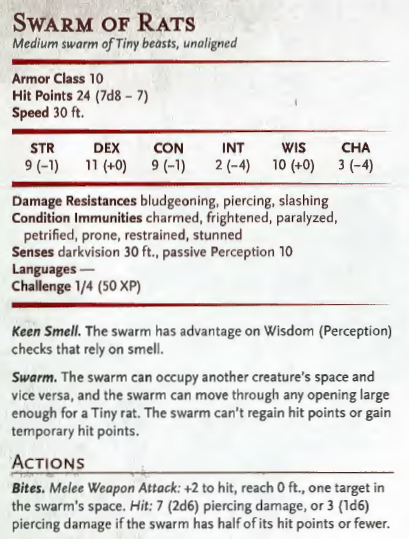 SWARM OF RATS
Medium swarm of Tiny beasts, unaligned
Armor Class 10
Hit Points 24 (7d8 – 7)
Speed 30 ft.
STR DEX CON INT WIS CHA
9 (–1) 11 (+0) 9 (–1) 2 (–4) 10 (+0) 3 (–4)
Damage Resistances bludgeoning, piercing, slashing
Condition Immunities charmed, frightened, paralyzed,
petrified, prone, restrained, stunned
Senses darkvision 30 ft., passive Perception 10
Languages —
Challenge 1/4 (50 XP)
Keen Smell. The swarm has advantage on Wisdom (Perception)
checks that rely on smell.
Swarm. The swarm can occupy another creature's space and
vice versa, and the swarm can move through any opening large
enough for a Tiny rat. The swarm can't regain hit points or gain
temporary hit points.
ACTIONS
Bites. Melee Weapon Attack: +2 to hit, reach 0 ft., one target in
the swarm's space. Hit: 7 (2d6) piercing damage, or 3 (1d6)
piercing damage if the swarm has half of its hit points or fewer.